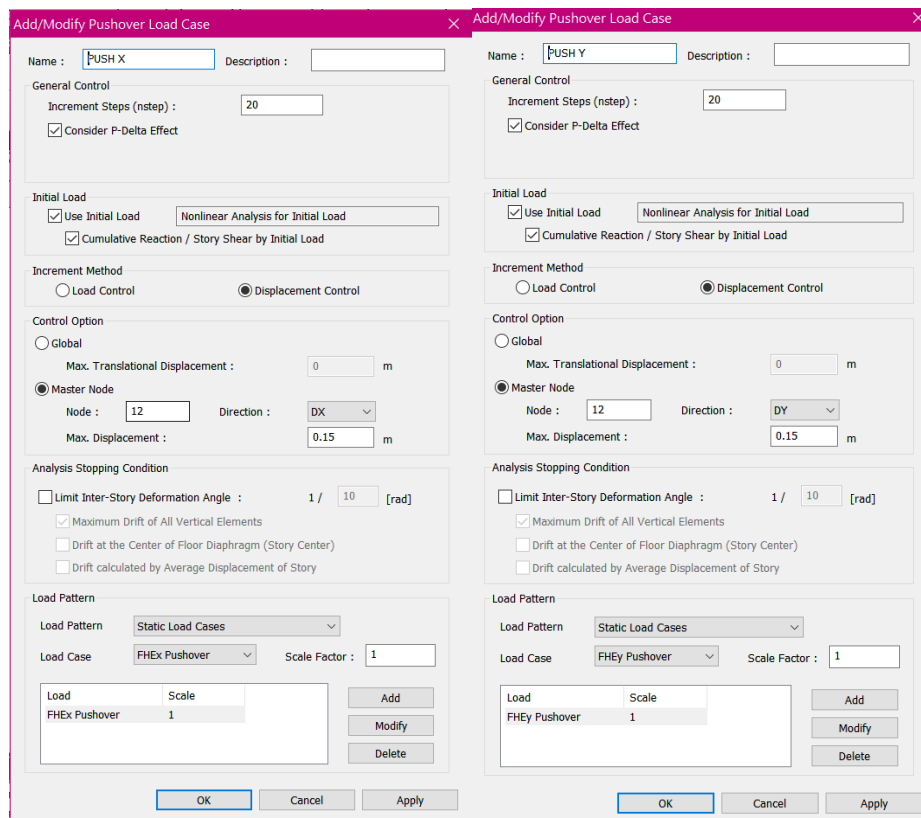 Add/Modify Pushover Load Case
Name : PUSH X Description :
General Control
Increment Steps (nstep) : 20
Consider P-Delta Effect
Initial Load
Use Initial Load Nonlinear Analysis for Initial Load
Cumulative Reaction / Story Shear by Initial Load
Increment Method
Load Control Displacement Control
Control Option
Global
Max. Translational Displacement : 0 m
Master Node
Node : 12 Direction : DX
Max. Displacement : 0.15 m
Analysis Stopping Condition
Limit Inter-Story Deformation Angle : 1 / 10 [rad]
Maximum Drift of All Vertical Elements
Drift at the Center of Floor Diaphragm (Story Center)
Drift calculated by Average Displacement of Story
Load Pattern
Load Pattern Static Load Cases
Load Case FHEx Pushover Scale Factor : 1
Load Scale
FHEx Pushover 1
Add
Modify
Delete
OK Cancel Apply
Add/Modify Pushover Load Case
Name : PUSH Y Description :
General Control
Increment Steps (nstep) : 20
Consider P-Delta Effect
Initial Load
Use Initial Load Nonlinear Analysis for Initial Load
Cumulative Reaction / Story Shear by Initial Load
Increment Method
Load Control Displacement Control
Control Option
Global
Max. Translational Displacement : 0 m
Master Node
Node : 12 Direction : DY
Max. Displacement : 0.15 m
Analysis Stopping Condition
Limit Inter-Story Deformation Angle : 1 / 10 [rad]
Maximum Drift of All Vertical Elements
Drift at the Center of Floor Diaphragm (Story Center)
Drift calculated by Average Displacement of Story
Load Pattern
Load Pattern Static Load Cases
Load Case FHEy Pushover Scale Factor : 1
Load Scale
FHEy Pushover 1
Add
Modify
Delete
OK Cancel Apply